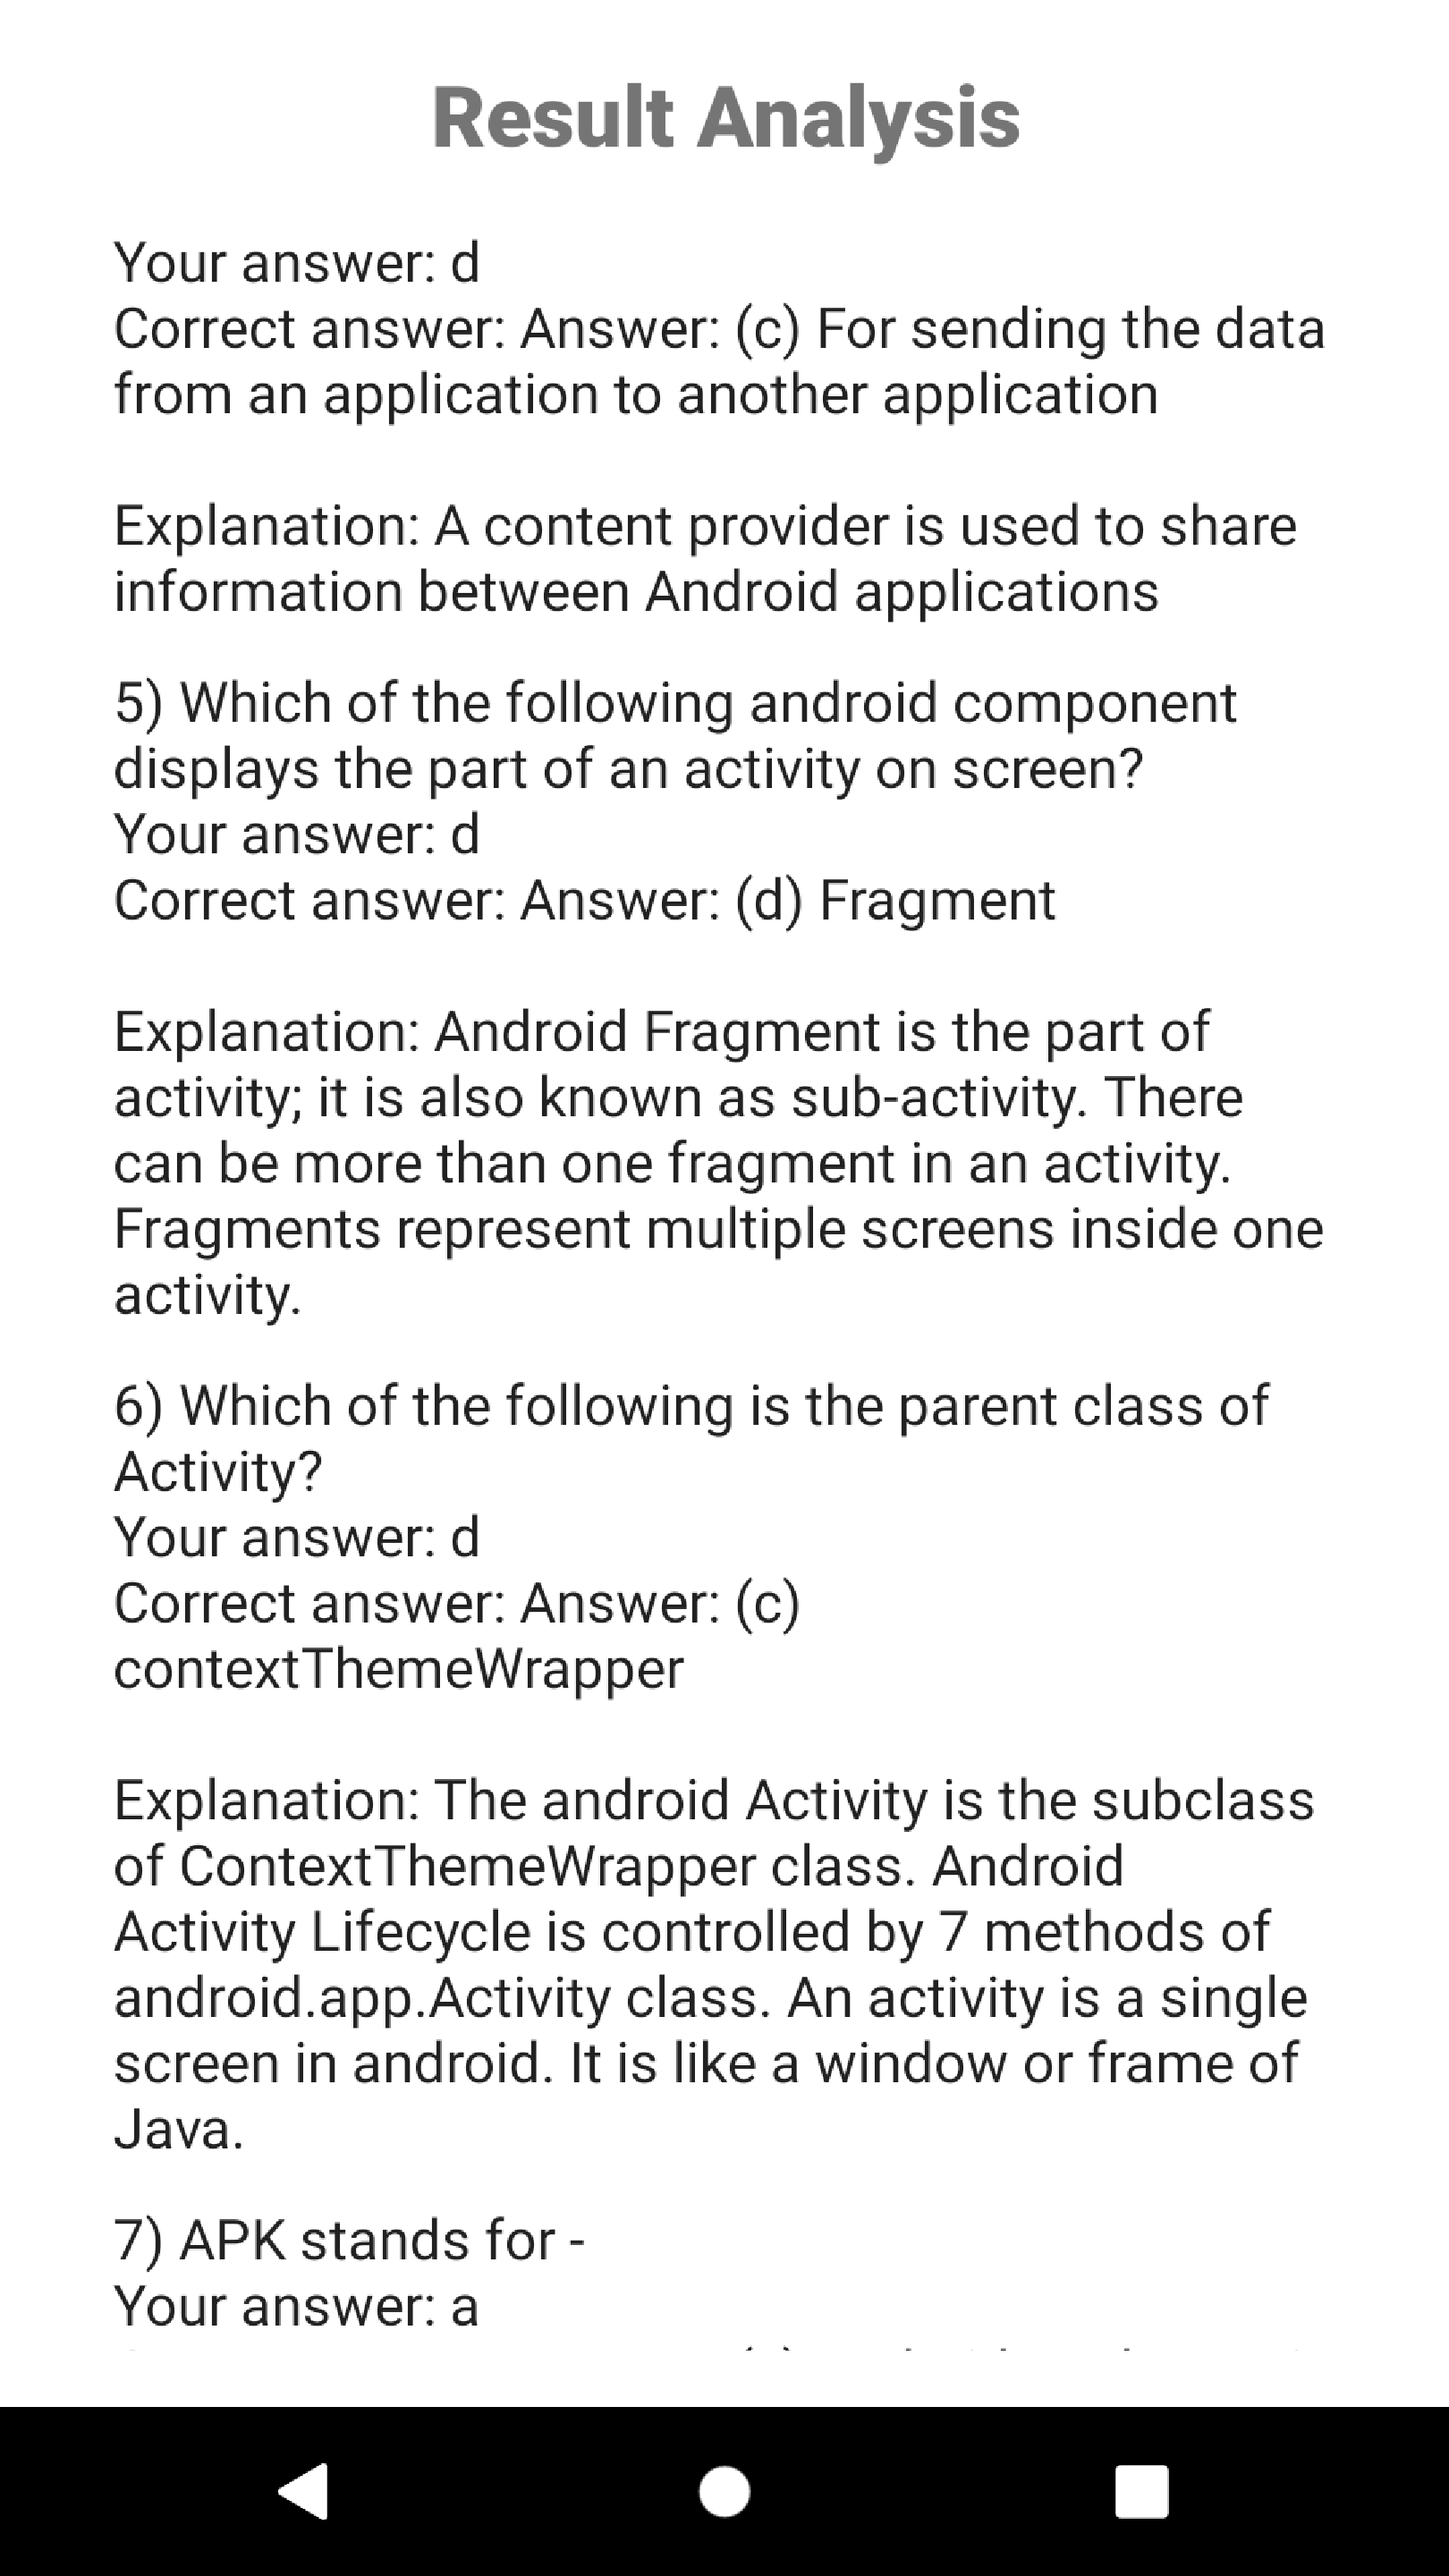 Result Analysis
Your answer: d
Correct answer: Answer: (c) For sending the data
from an application to another application
Explanation: A content provider is used to share
information between Android applications
5) Which of the following android component
displays the part of an activity on screen?
Your answer: d
Correct answer: Answer: (d) Fragment
Explanation: Android Fragment is the part of
activity; it is also known as sub-activity. There
can be more than one fragment in an activity.
Fragments represent multiple screens inside one
activity.
6) Which of the following is the parent class of
Activity?
Your answer: d
Correct answer: Answer: (c)
contextThemeWrapper
Explanation: The android Activity is the subclass
of ContextThemeWrapper class. Android
Activity Lifecycle is controlled by 7 methods of
android.app.Activity class. An activity is a single
screen in android. It is like a window or frame of
Java.
7) APK stands for -
Your answer: a